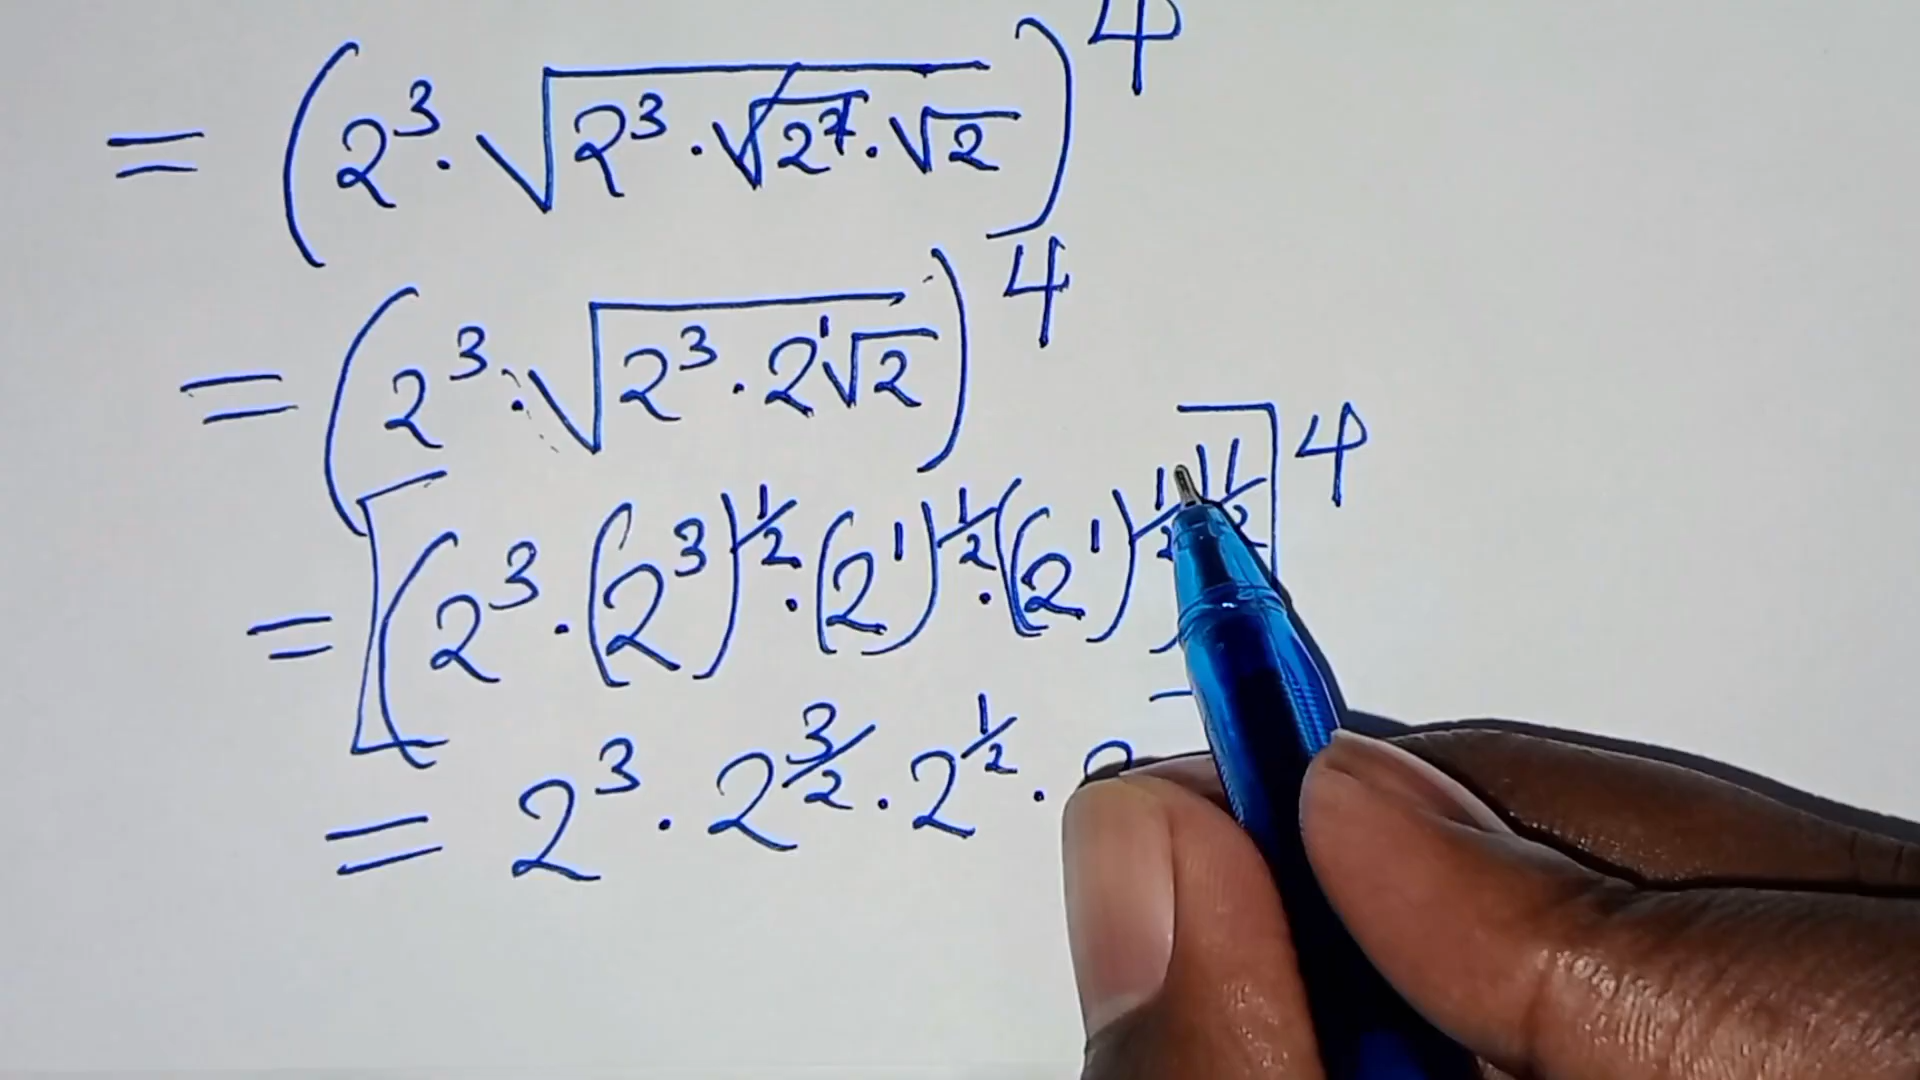 = (2³ · √(2³ · √2² · √2))⁴
= (2³ · √(2³ · 2¹√2))⁴
= [(2³ · (2³)^1/2 · (2¹)^1/2 · (2¹)^1/2)^1/2]⁴
= 2³ · 2^3/2 · 2^1/2 ·